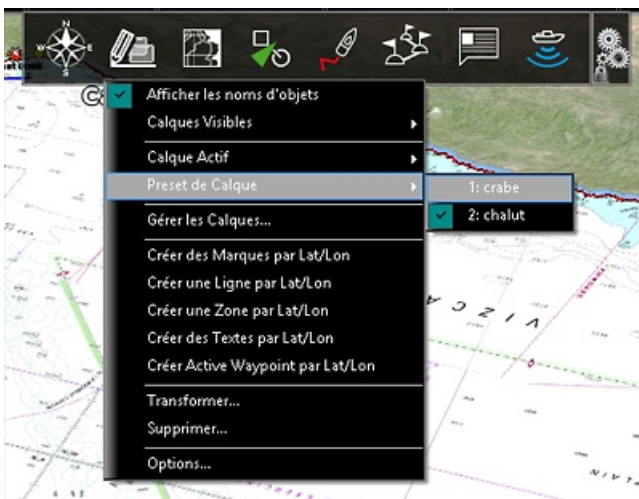 N
E
S
Afficher les noms d'objets
Calques Visibles
Calque Actif
Preset de Calque
1: crabe
2: chalut
Gérer les Calques...
Créer des Marques par Lat/Lon
Créer une Ligne par Lat/Lon
Créer une Zone par Lat/Lon
Créer des Textes par Lat/Lon
Créer Active Waypoint par Lat/Lon
Transformer...
Supprimer...
Options...
V I Z C A